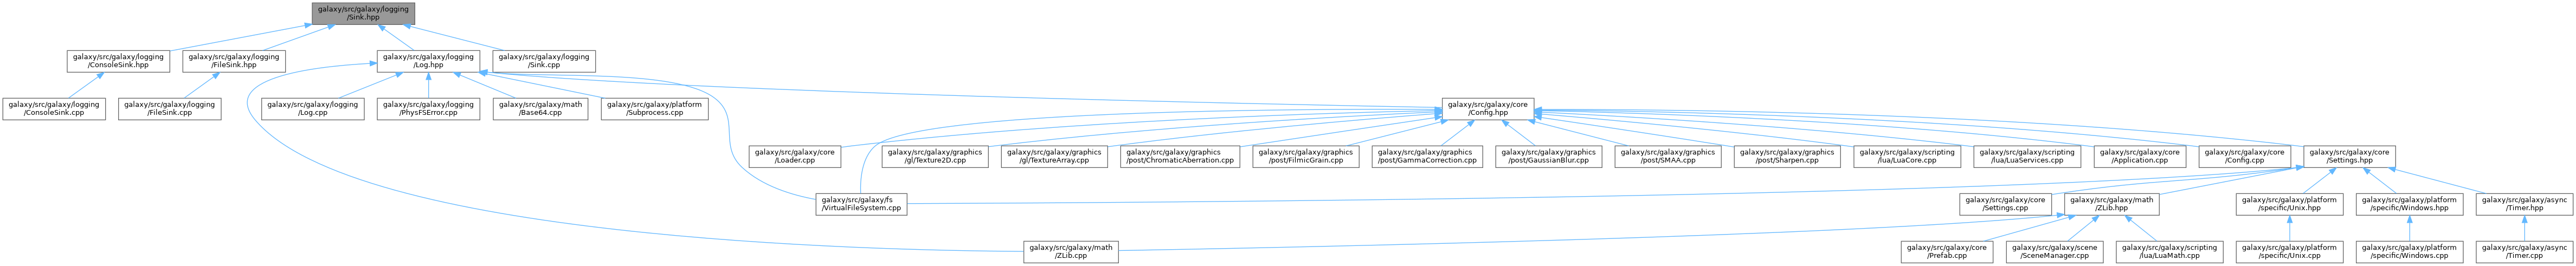 galaxy/src/galaxy/logging
/Sink.hpp
galaxy/src/galaxy/logging
/ConsoleSink.hpp
galaxy/src/galaxy/logging
/FileSink.hpp
galaxy/src/galaxy/logging
/Log.hpp
galaxy/src/galaxy/logging
/Sink.cpp
galaxy/src/galaxy/logging
/ConsoleSink.cpp
galaxy/src/galaxy/logging
/FileSink.cpp
galaxy/src/galaxy/logging
/Log.cpp
galaxy/src/galaxy/logging
/PhysFSError.cpp
galaxy/src/galaxy/math
/Base64.cpp
galaxy/src/galaxy/platform
/Subprocess.cpp
galaxy/src/galaxy/core
/Config.hpp
galaxy/src/galaxy/core
/Loader.cpp
galaxy/src/galaxy/graphics
/gl/Texture2D.cpp
galaxy/src/galaxy/graphics
/gl/TextureArray.cpp
galaxy/src/galaxy/graphics
/post/ChromaticAberration.cpp
galaxy/src/galaxy/graphics
/post/FilmicGrain.cpp
galaxy/src/galaxy/graphics
/post/GammaCorrection.cpp
galaxy/src/galaxy/graphics
/post/GaussianBlur.cpp
galaxy/src/galaxy/graphics
/post/SMAA.cpp
galaxy/src/galaxy/graphics
/post/Sharpen.cpp
galaxy/src/galaxy/scripting
/lua/LuaCore.cpp
galaxy/src/galaxy/scripting
/lua/LuaServices.cpp
galaxy/src/galaxy/core
/Application.cpp
galaxy/src/galaxy/core
/Config.cpp
galaxy/src/galaxy/core
/Settings.hpp
galaxy/src/galaxy/fs
/VirtualFileSystem.cpp
galaxy/src/galaxy/core
/Settings.cpp
galaxy/src/galaxy/math
/ZLib.hpp
galaxy/src/galaxy/platform
/specific/Unix.hpp
galaxy/src/galaxy/platform
/specific/Windows.hpp
galaxy/src/galaxy/async
/Timer.hpp
galaxy/src/galaxy/math
/ZLib.cpp
galaxy/src/galaxy/core
/Prefab.cpp
galaxy/src/galaxy/scene
/SceneManager.cpp
galaxy/src/galaxy/scripting
/lua/LuaMath.cpp
galaxy/src/galaxy/platform
/specific/Unix.cpp
galaxy/src/galaxy/platform
/specific/Windows.cpp
galaxy/src/galaxy/async
/Timer.cpp